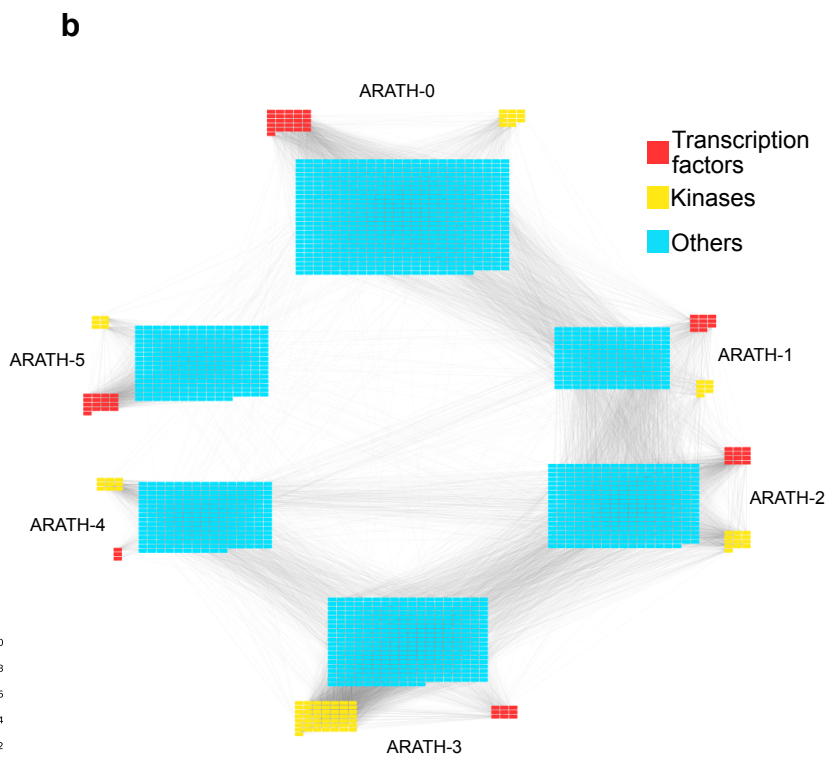 b
ARATH-0
Transcription
factors
Kinases
Others
ARATH-5
ARATH-1
ARATH-4
ARATH-2
ARATH-3